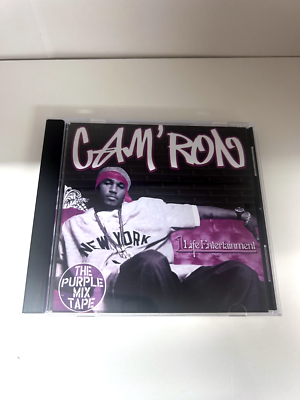 CAM'RON
NEW YORK
1 Life Entertainment
THE
PURPLE
MIX
TAPE